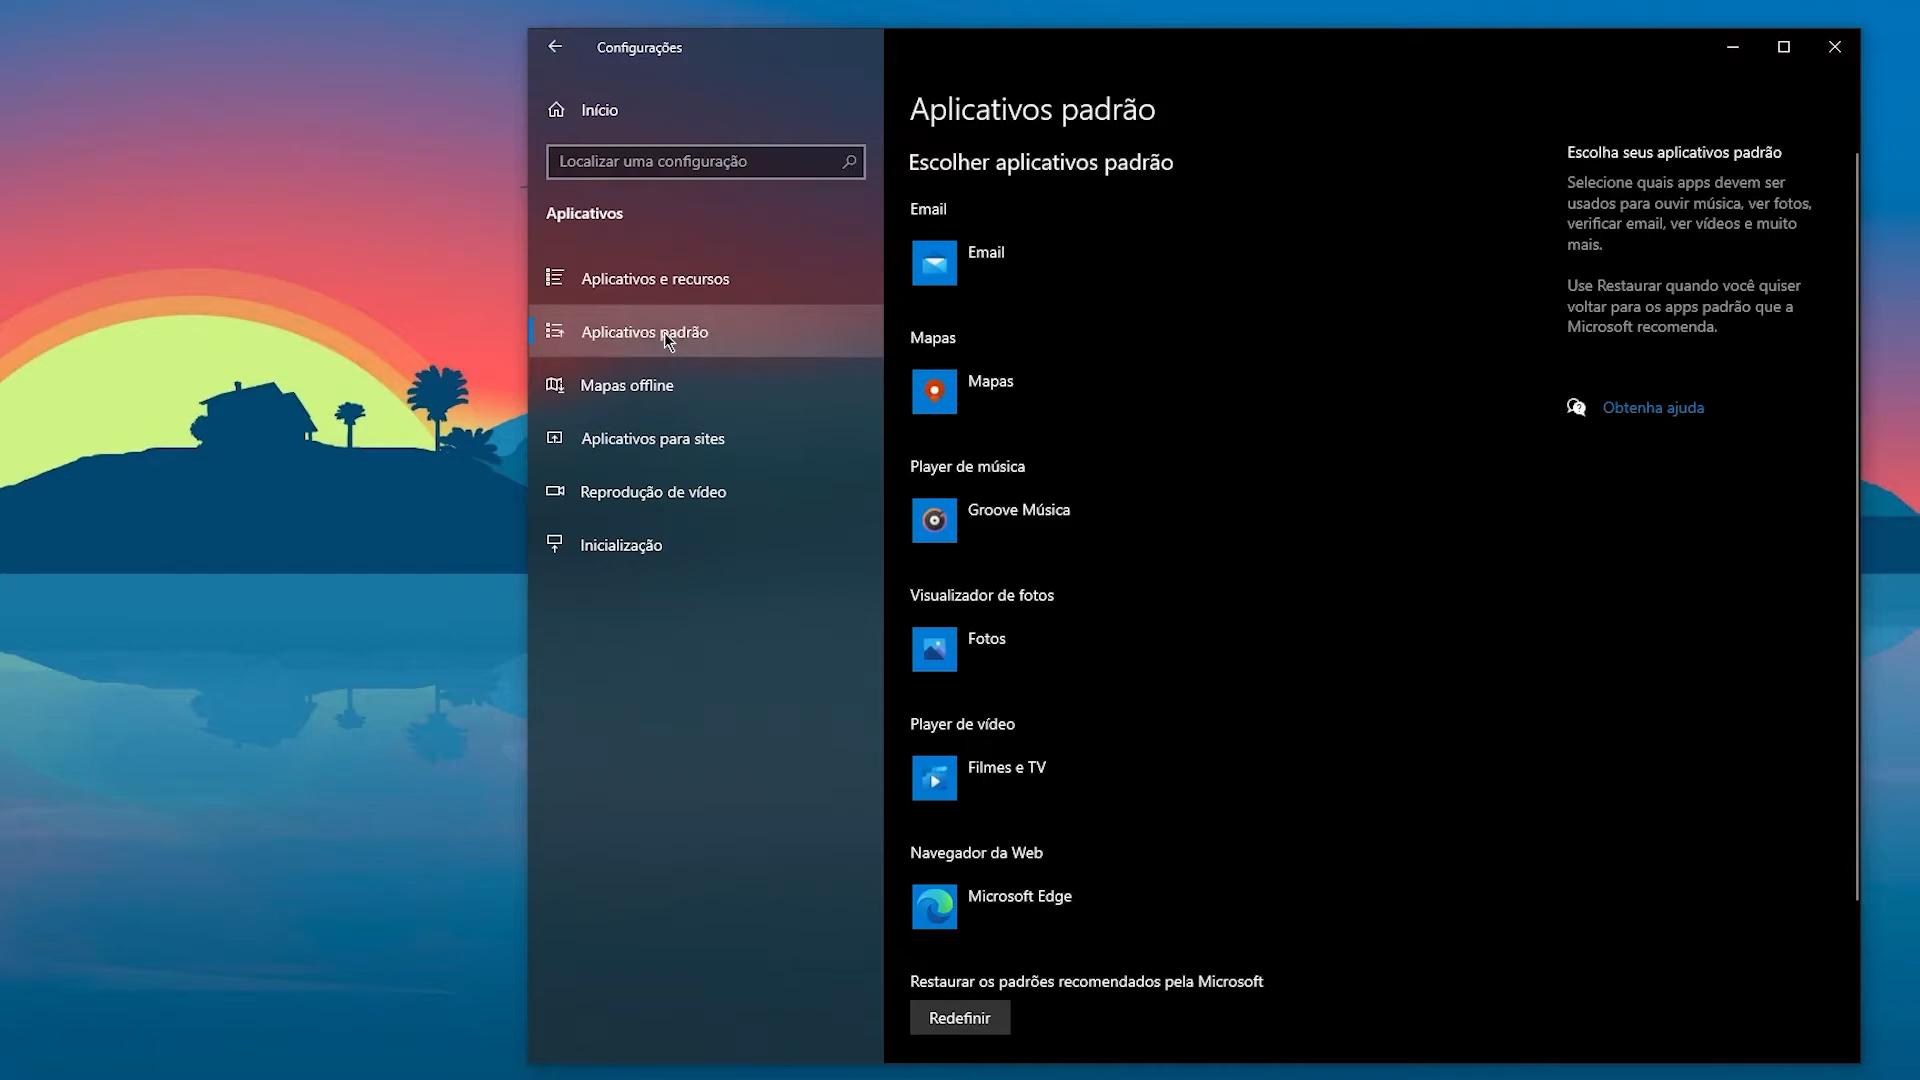 Configurações
Início
Localizar uma configuração
Aplicativos
Aplicativos e recursos
Aplicativos padrão
Mapas offline
Aplicativos para sites
Reprodução de vídeo
Inicialização
Aplicativos padrão
Escolher aplicativos padrão
Email
Email
Mapas
Mapas
Player de música
Groove Música
Visualizador de fotos
Fotos
Player de vídeo
Filmes e TV
Navegador da Web
Microsoft Edge
Restaurar os padrões recomendados pela Microsoft
Redefinir
Escolha seus aplicativos padrão
Selecione quais apps devem ser
usados para ouvir música, ver fotos,
verificar email, ver vídeos e muito
mais.
Use Restaurar quando você quiser
voltar para os apps padrão que a
Microsoft recomenda.
Obtenha ajuda